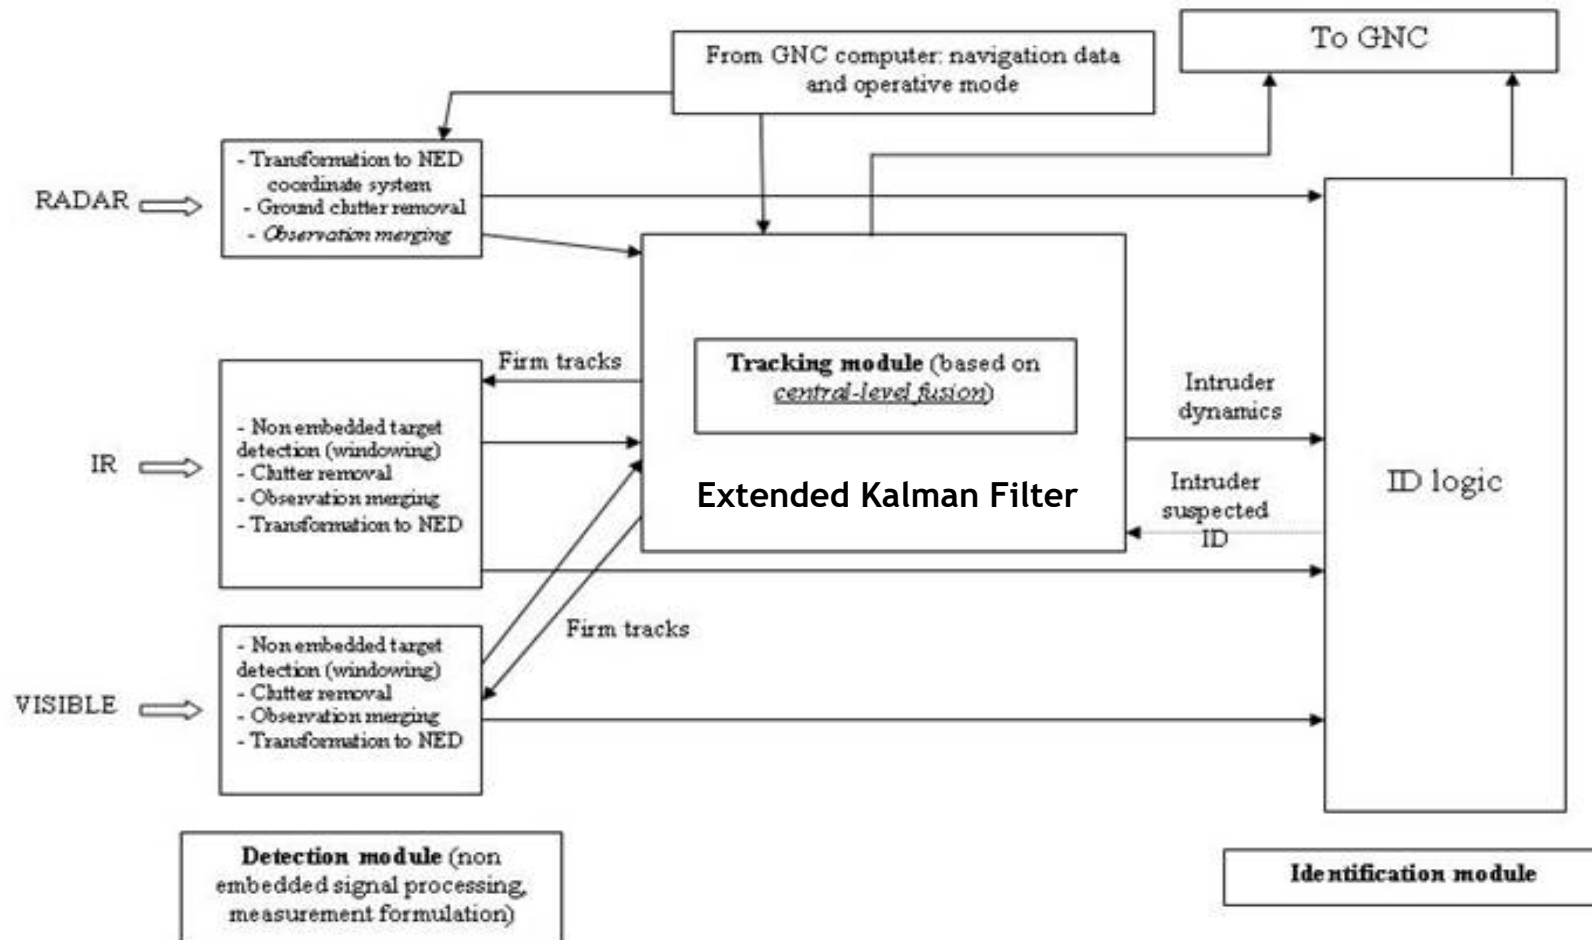 From GNC computer: navigation data
and operative mode
To GNC
RADAR
- Transformation to NED
coordinate system
- Ground clutter removal
- Observation merging
Firm tracks
IR
- Non embedded target
detection (windowing)
- Clutter removal
- Observation merging
- Transformation to NED
Tracking module (based on
central-level fusion)
Extended Kalman Filter
Intruder
dynamics
Intruder
suspected
ID
ID logic
Firm tracks
VISIBLE
- Non embedded target
detection (windowing)
- Clutter removal
- Observation merging
- Transformation to NED
Detection module (non
embedded signal processing,
measurement formulation)
Identification module